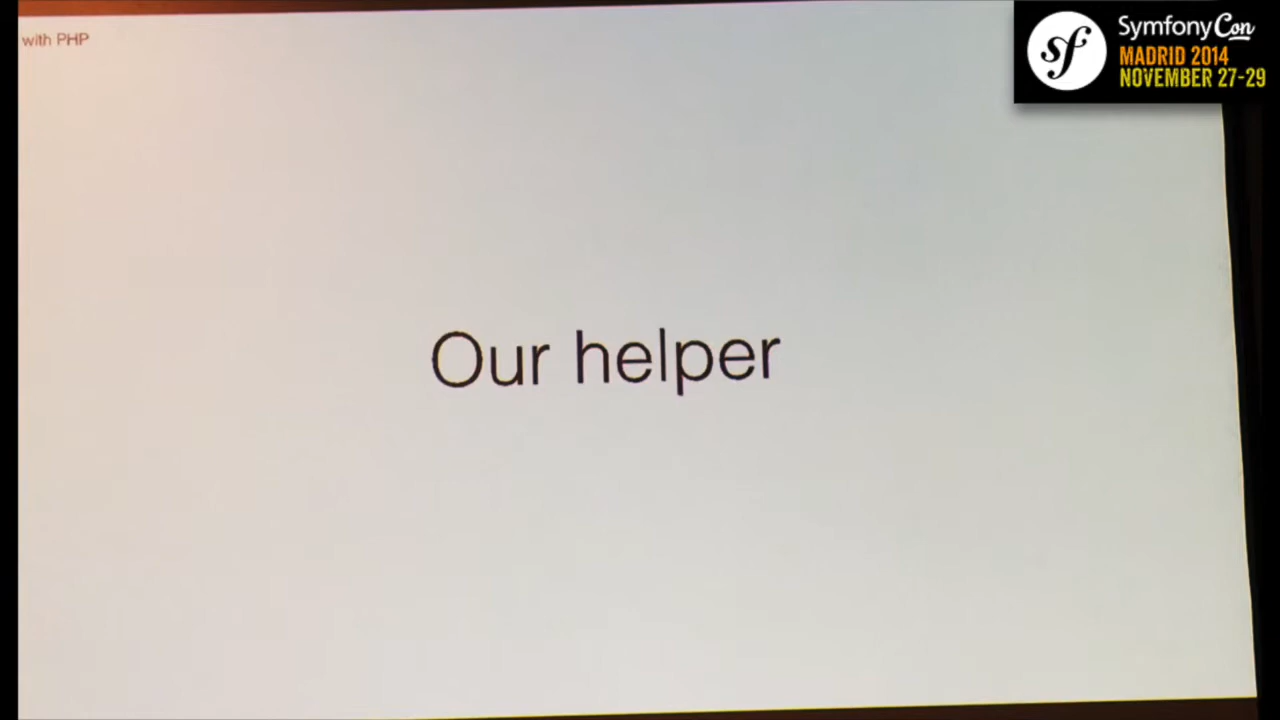 with PHP
sf SymfonyCon
MADRID 2014
NOVEMBER 27-29
Our helper